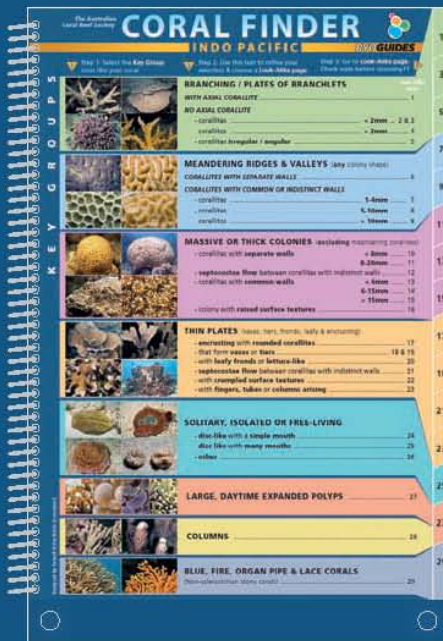 The Australian
Coral Reef Society
CORAL FINDER
INDO PACIFIC
BYOGUIDES
Step 1: Select the Key Group
most like your coral
Step 2: Use this text to refine your
selection & choose a Look-Alike page
Step 3: Go to Look-Alike page.
KEY GROUPS
BRANCHING / PLATES OF BRANCHLETS
WITH AXIAL CORALLITE 1
NO AXIAL CORALLITE
- corallites < 2mm 2 & 3
- corallites > 2mm 4
- corallites irregular / angular 5
MEANDERING RIDGES & VALLEYS (any colony shape)
CORALLITES WITH SEPARATE WALLS 6
CORALLITES WITH COMMON OR INDISTINCT WALLS
- corallites 1-4mm 7
- corallites 5-10mm 8
- corallites > 10mm 9
MASSIVE OR THICK COLONIES (excluding meandering corallites)
- corallites with separate-walls < 8mm 10
8-20mm 11
- septocostae flow between corallites with indistinct walls 12
- corallites with common-walls < 6mm 13
6-15mm 14
> 15mm 15
- colony with raised surface textures 16
THIN PLATES (vases, tiers, fronds, leafy & encrusting)
- encrusting with rounded corallites 17
- that form vases or tiers 18 & 19
- with leafy fronds or lettuce-like 20
- septocostae flow between corallites with indistinct walls 21
- with crumpled surface textures 22
- with fingers, tubes or columns arising 23
SOLITARY, ISOLATED OR FREE-LIVING
- disc-like with a single mouth 24
- disc-like with many mouths 25
- other 26
LARGE, DAYTIME EXPANDED POLYPS 27
COLUMNS 28
BLUE, FIRE, ORGAN PIPE & LACE CORALS
(Non-scleractinian stony corals) 29